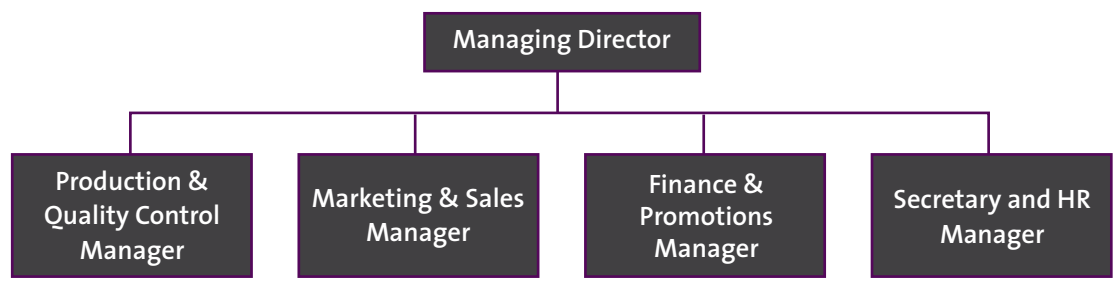 Managing Director
Production &
Quality Control
Manager
Marketing & Sales
Manager
Finance &
Promotions
Manager
Secretary and HR
Manager